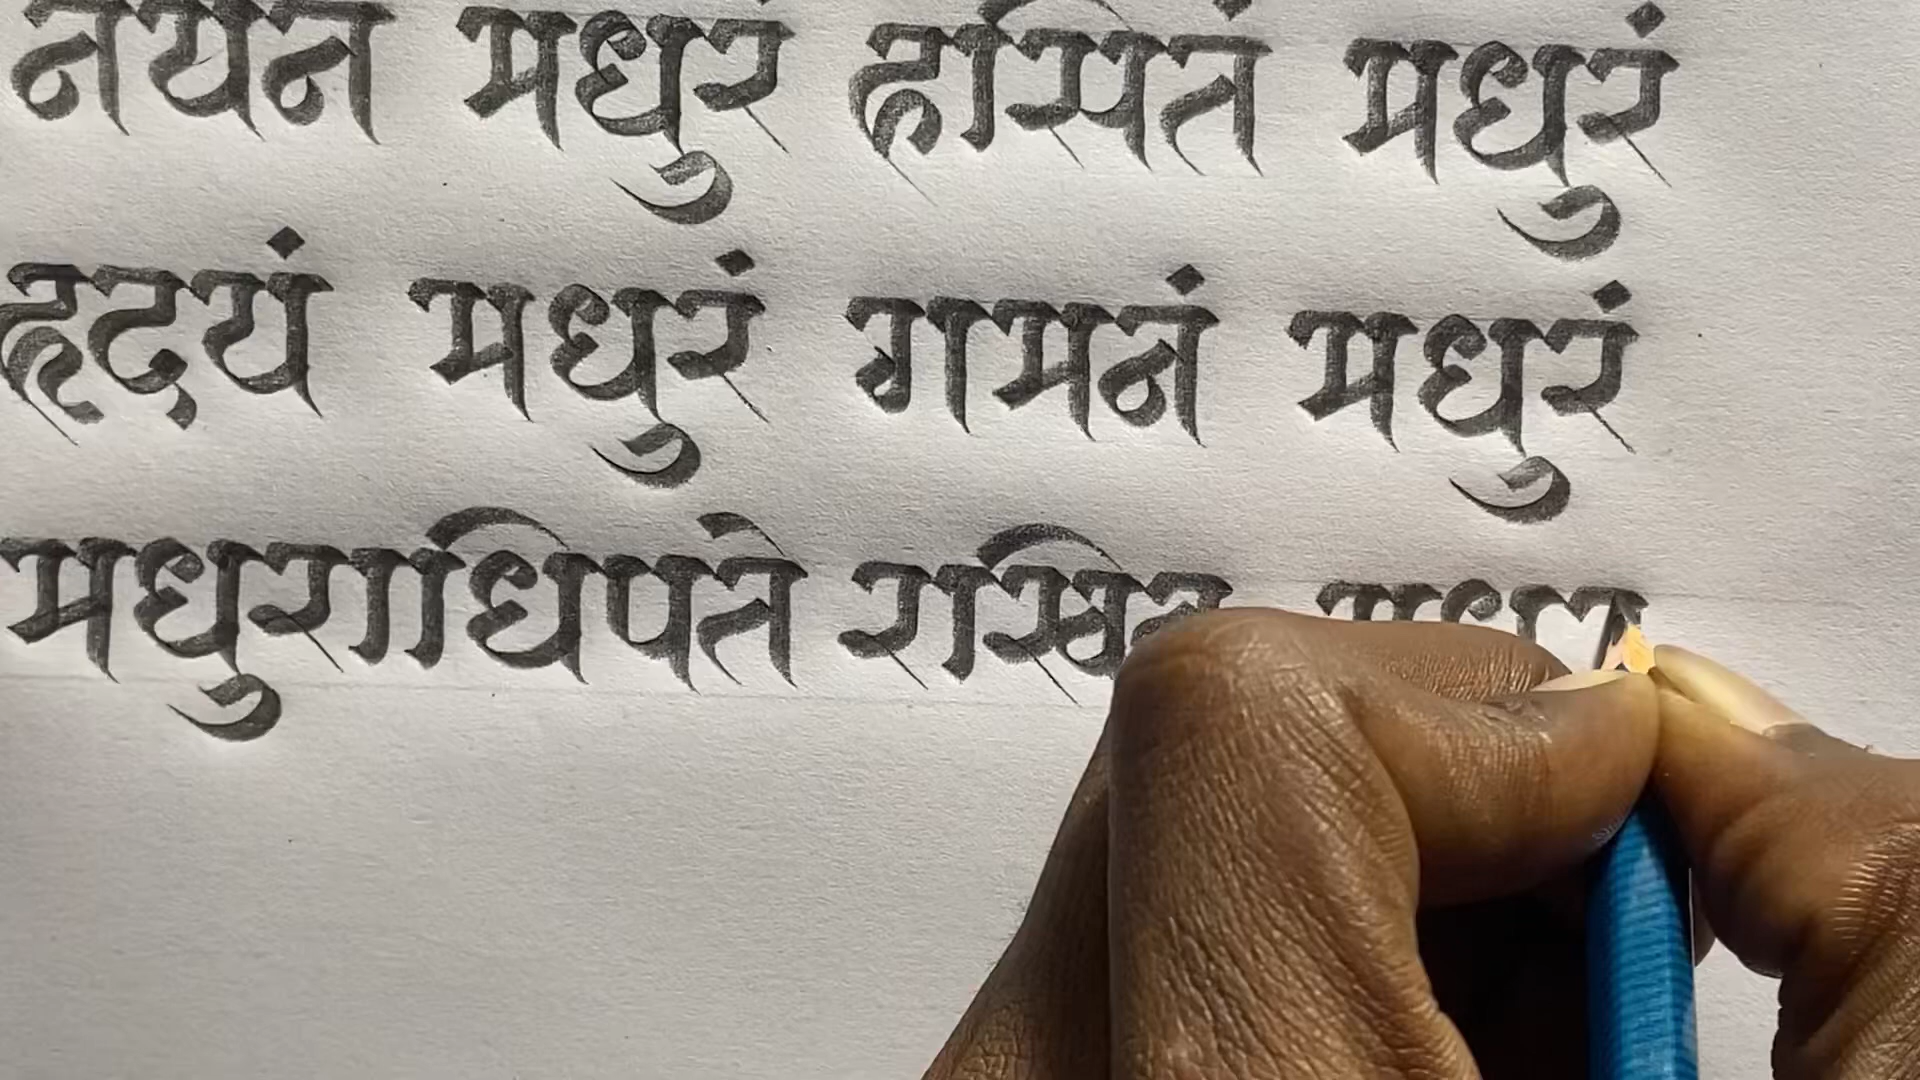 नयन मधुरं हसितं मधुरं
हृदयं मधुरं गमनं मधुरं
मधुराधिपते